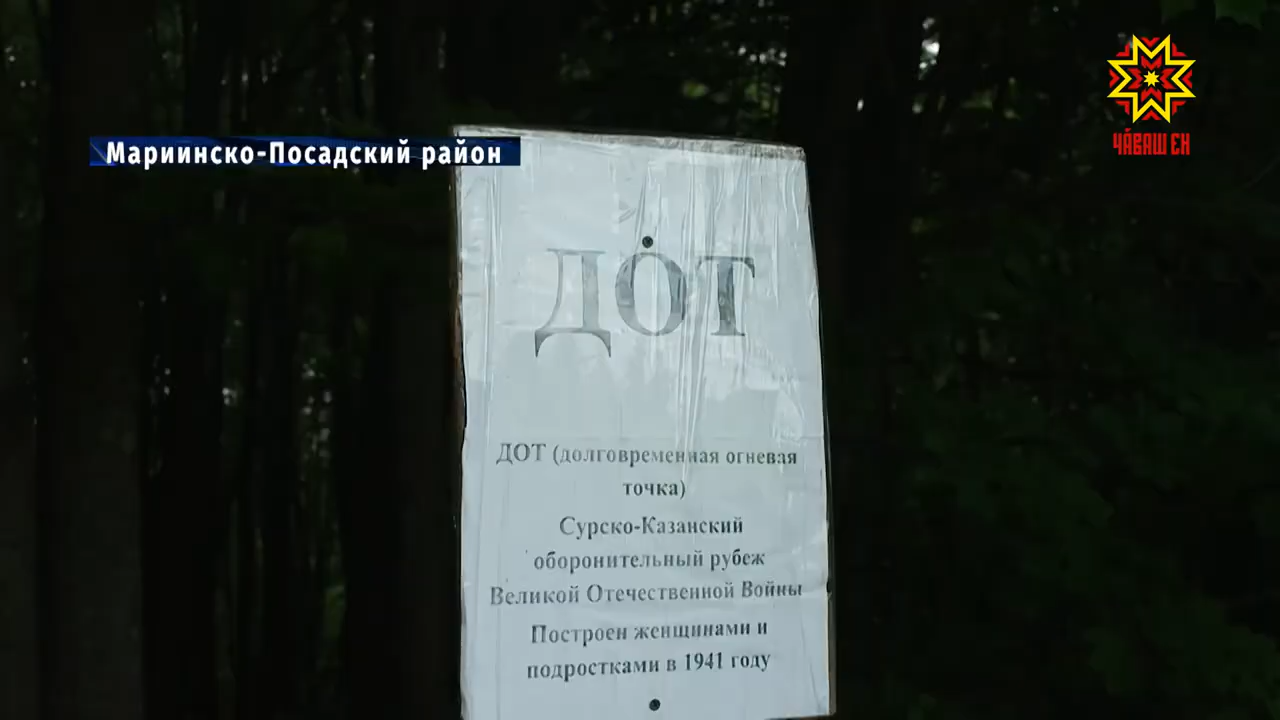 Мариинско-Посадский район
ЧӐВАШ ЕН
ДОТ
ДОТ (долговременная огневая
точка)
Сурско-Казанский
оборонительный рубеж
Великой Отечественной Войны
Построен женщинами и
подростками в 1941 году